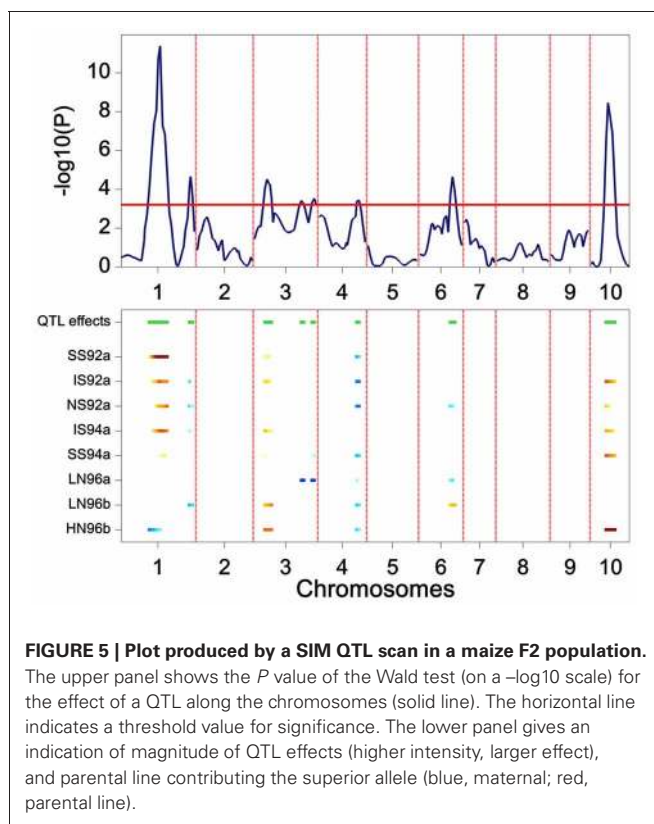 -log10(P)
10
8
6
4
2
0
1 2 3 4 5 6 7 8 9 10
QTL effects
SS92a
IS92a
NS92a
IS94a
SS94a
LN96a
LN96b
HN96b
1 2 3 4 5 6 7 8 9 10
Chromosomes
FIGURE 5 | Plot produced by a SIM QTL scan in a maize F2 population.
The upper panel shows the P value of the Wald test (on a –log10 scale) for
the effect of a QTL along the chromosomes (solid line). The horizontal line
indicates a threshold value for significance. The lower panel gives an
indication of magnitude of QTL effects (higher intensity, larger effect),
and parental line contributing the superior allele (blue, maternal; red,
parental line).